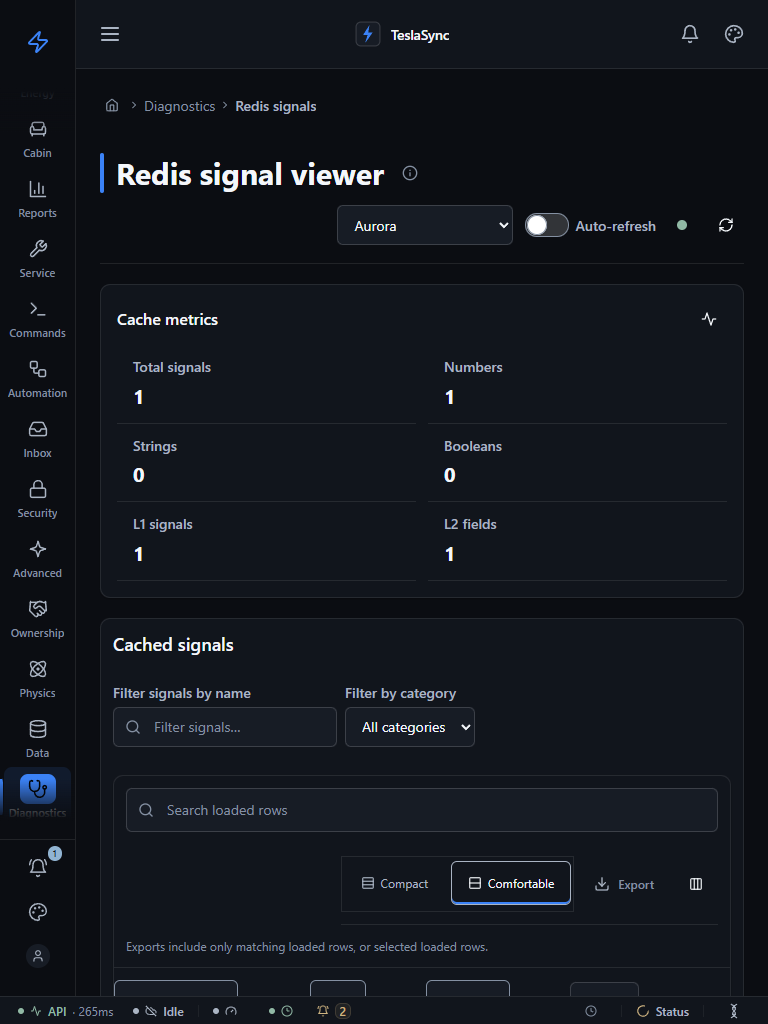 TeslaSync
Energy
Cabin
Reports
Service
Commands
Automation
Inbox
Security
Advanced
Ownership
Physics
Data
Diagnostics
1
Diagnostics
Redis signals
Redis signal viewer
Aurora
Auto-refresh
Cache metrics
Total signals
1
Numbers
1
Strings
0
Booleans
0
L1 signals
1
L2 fields
1
Cached signals
Filter signals by name
Filter by category
Filter signals...
All categories
Search loaded rows
Compact
Comfortable
Export
Exports include only matching loaded rows, or selected loaded rows.
API · 265ms
Idle
2
Status